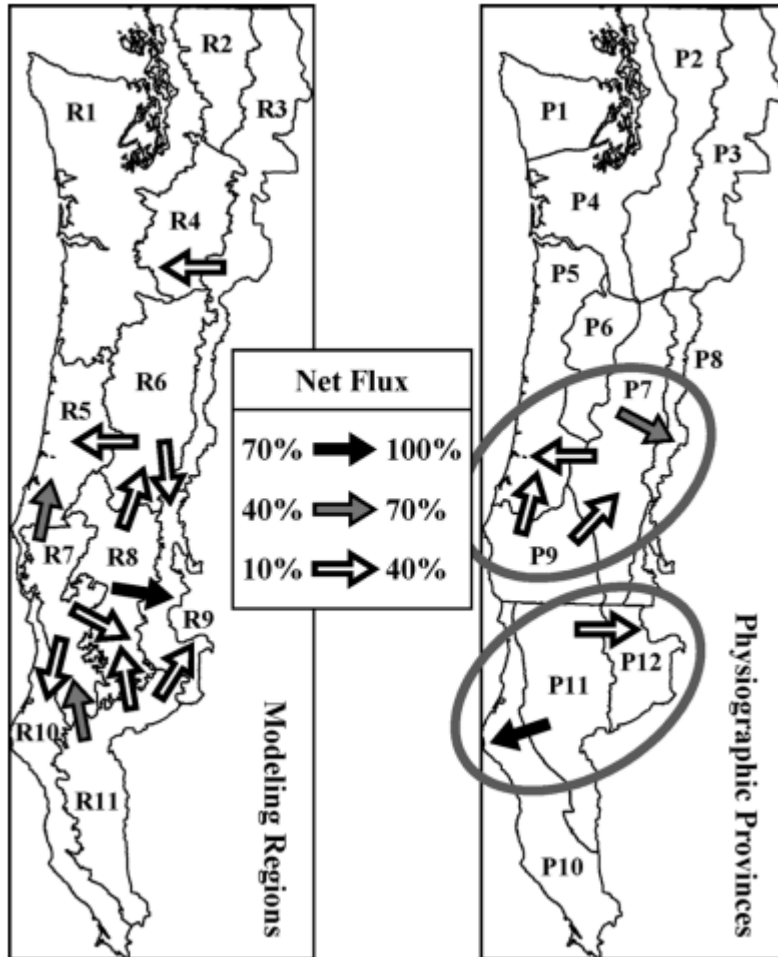 R1
R2
R3
R4
R5
R6
R7
R8
R9
R10
R11
Modeling Regions
Net Flux
70% 100%
40% 70%
10% 40%
P1
P2
P3
P4
P5
P6
P7
P8
P9
P10
P11
P12
Physiographic Provinces